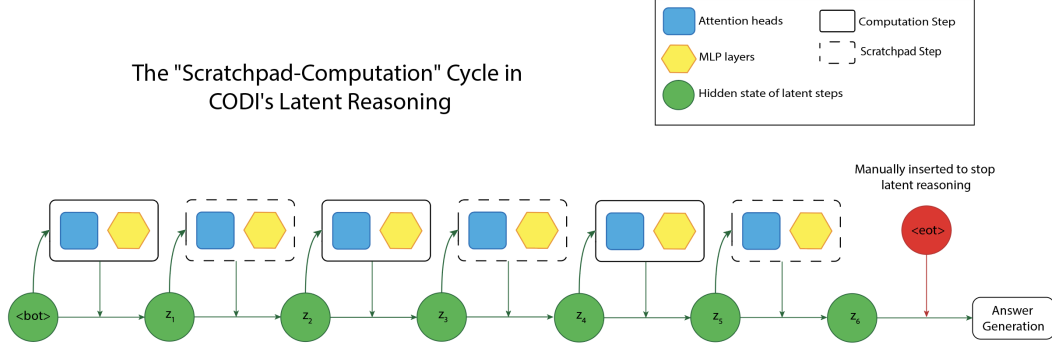 Attention heads
Computation Step
MLP layers
Scratchpad Step
Hidden state of latent steps
The "Scratchpad-Computation" Cycle in
CODI's Latent Reasoning
Manually inserted to stop
latent reasoning
<eot>
<bot>
z1
z2
z3
z4
z5
z6
Answer
Generation